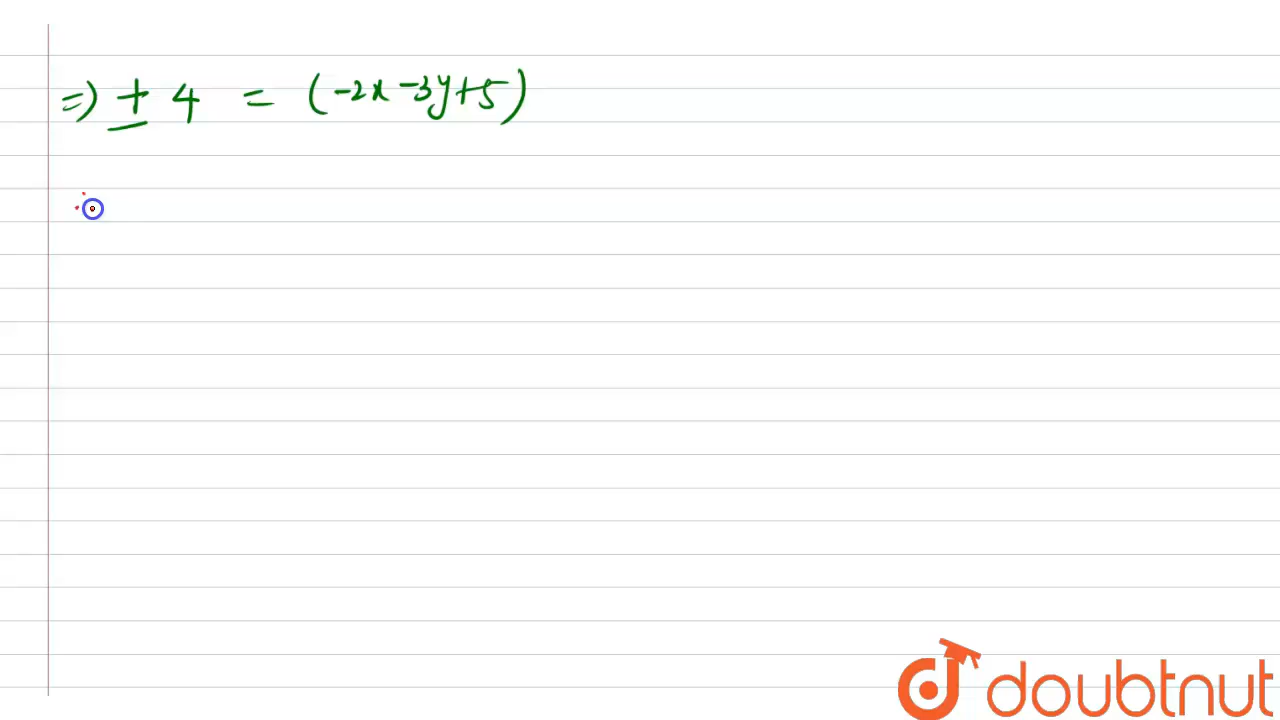 ⇒ ± 4 = (-2x -3y+5)
doubtnut